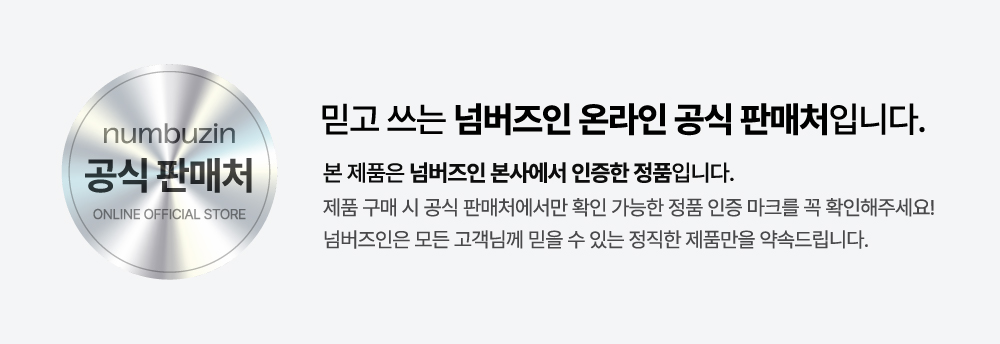 numbuzin
공식 판매처
ONLINE OFFICIAL STORE
믿고 쓰는 넘버즈인 온라인 공식 판매처입니다.
본 제품은 넘버즈인 본사에서 인증한 정품입니다.
제품 구매 시 공식 판매처에서만 확인 가능한 정품 인증 마크를 꼭 확인해주세요!
넘버즈인은 모든 고객님께 믿을 수 있는 정직한 제품만을 약속드립니다.